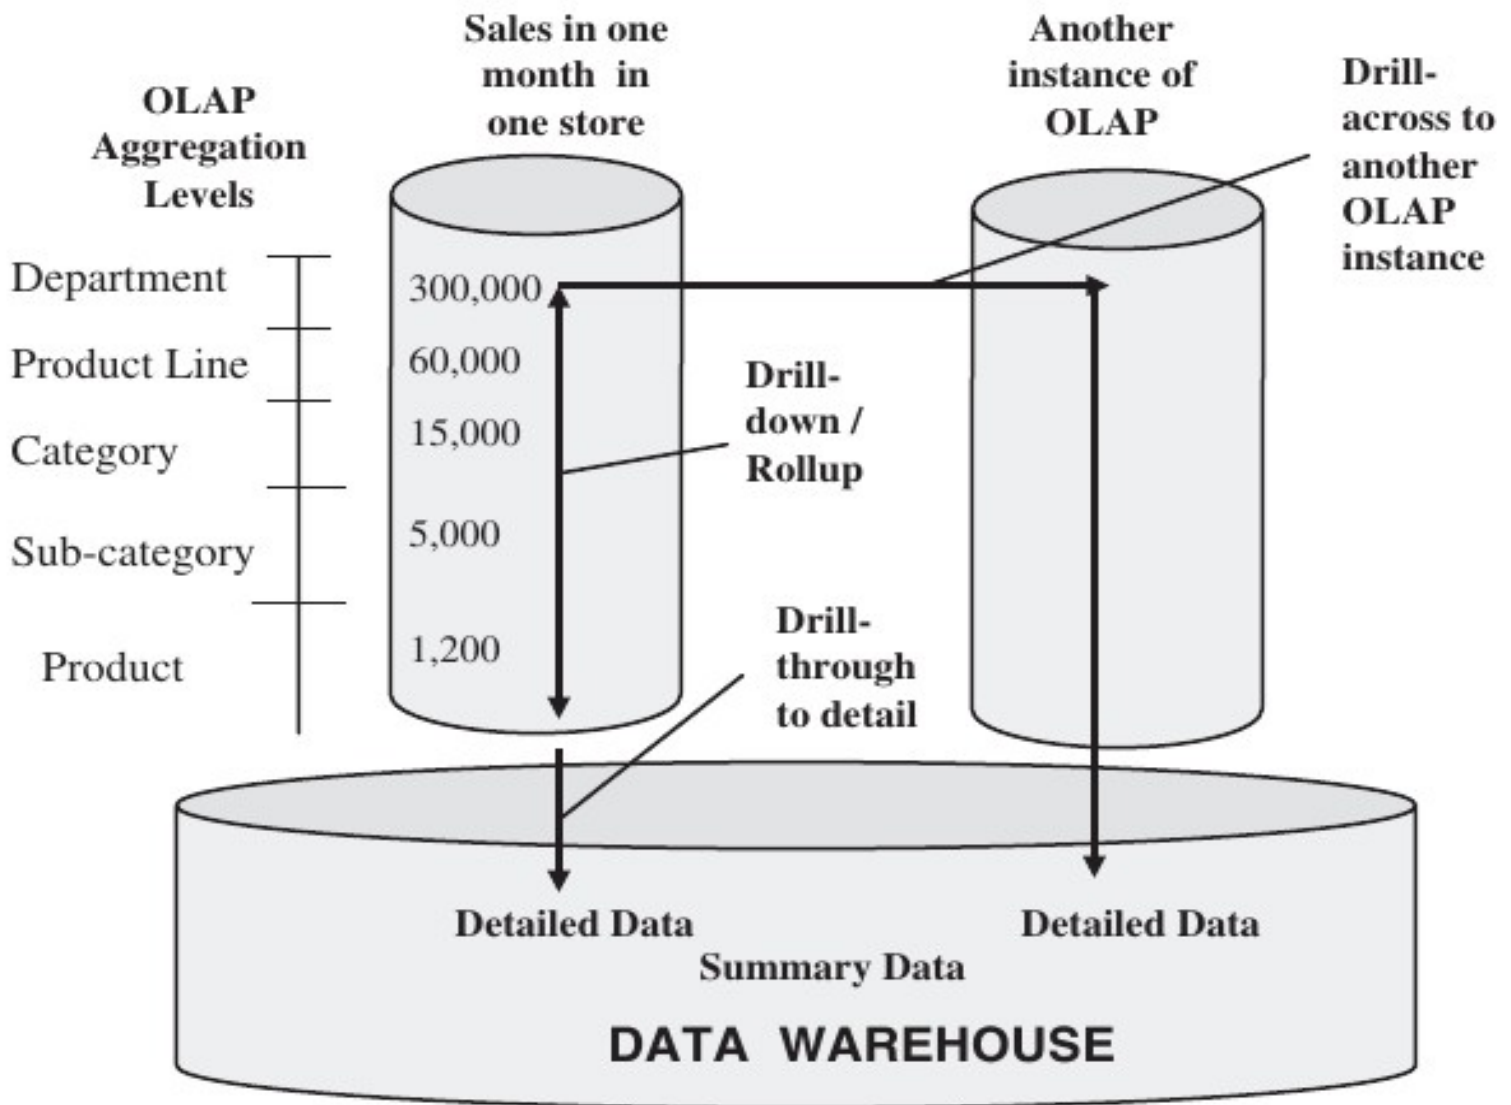 Sales in one
month in
one store
Another
instance of
OLAP
Drill-
across to
another
OLAP
instance
OLAP
Aggregation
Levels
Department
300,000
Product Line
60,000
Category
15,000
Sub-category
5,000
Product
1,200
Drill-
down /
Rollup
Drill-
through
to detail
Detailed Data
Detailed Data
Summary Data
DATA WAREHOUSE